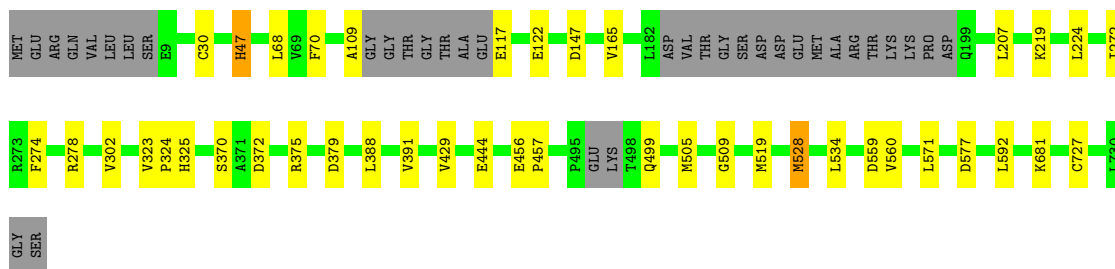 MET GLU ARG GLN VAL LEU LEU SER E9 C30 H47 L68 V69 F70 A109 GLY GLY THR GLY THR ALA GLU E117 E122 D147 V165 L182 ASP VAL THR GLY SER ASP ASP GLU MET ALA ARG THR LYS LYS PRO ASP Q199 L207 K219 L224
R273 F274 R278 V302 V323 P324 H325 S370 A371 D372 R375 D379 L388 V391 V429 E444 E456 P457 P495 GLU LYS T498 Q499 M505 G509 M519 M528 L534 D559 V560 L571 D577 L592 K681 C727
GLY SER